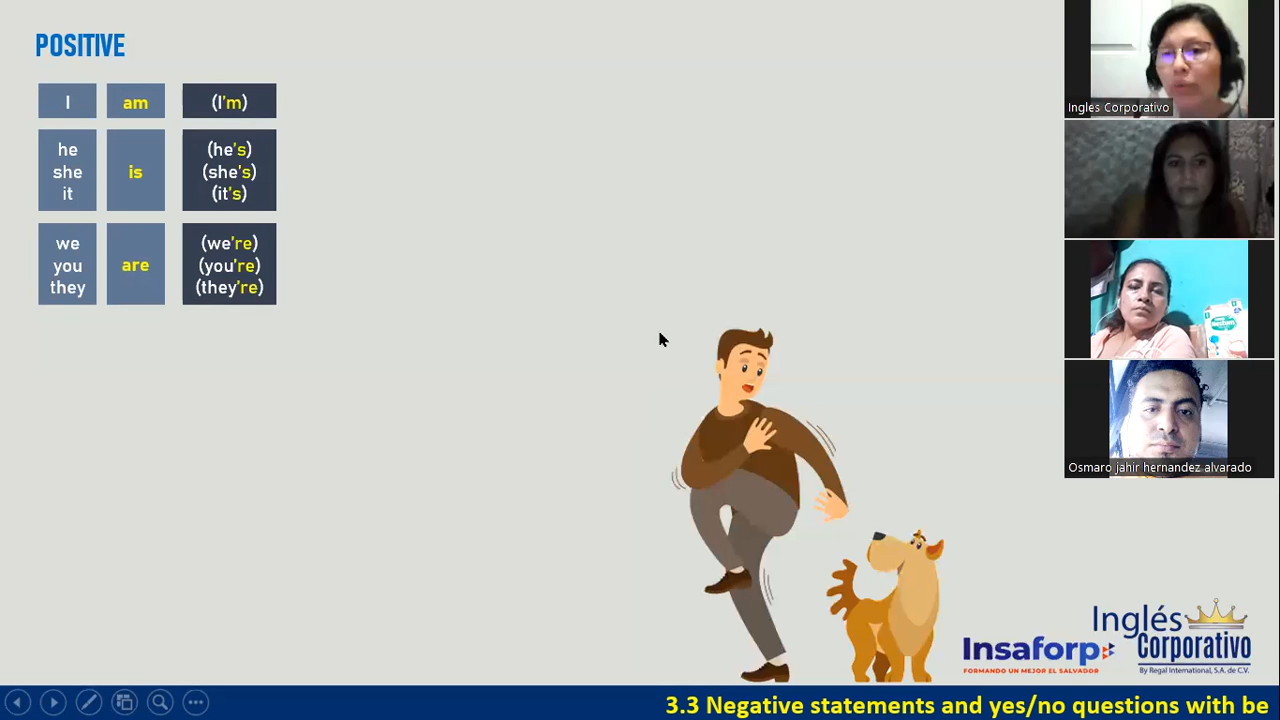 POSITIVE
I am (I'm)
he
she
it
is
(he's)
(she's)
(it's)
we
you
they
are
(we're)
(you're)
(they're)
Ingles Corporativo
Osmaro jahir hernandez alvarado
Insaforp
FORMANDO UN MEJOR EL SALVADOR
Inglés
Corporativo
By Regal International, S.A. de C.V.
3.3 Negative statements and yes/no questions with be